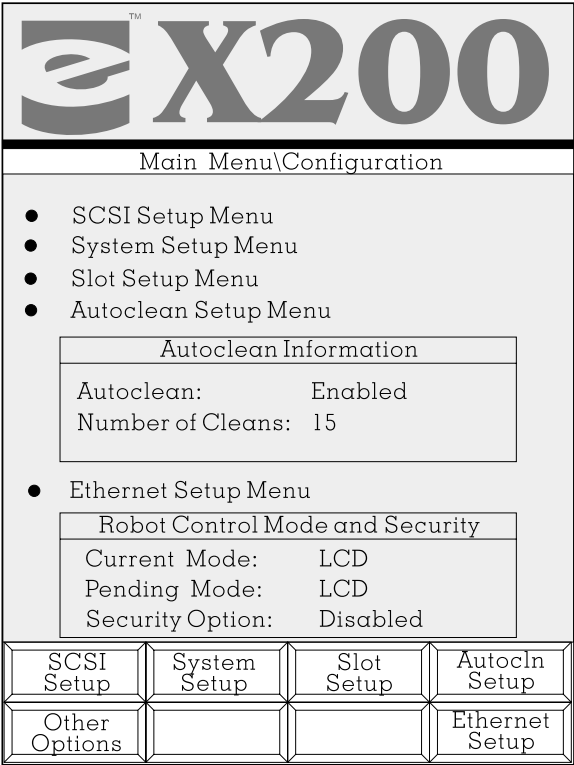 e X200
TM
Main Menu\Configuration
● SCSI Setup Menu
● System Setup Menu
● Slot Setup Menu
● Autoclean Setup Menu
Autoclean Information
Autoclean: Enabled
Number of Cleans: 15
● Ethernet Setup Menu
Robot Control Mode and Security
Current Mode: LCD
Pending Mode: LCD
Security Option: Disabled
SCSI
Setup
System
Setup
Slot
Setup
Autocln
Setup
Other
Options
Ethernet
Setup